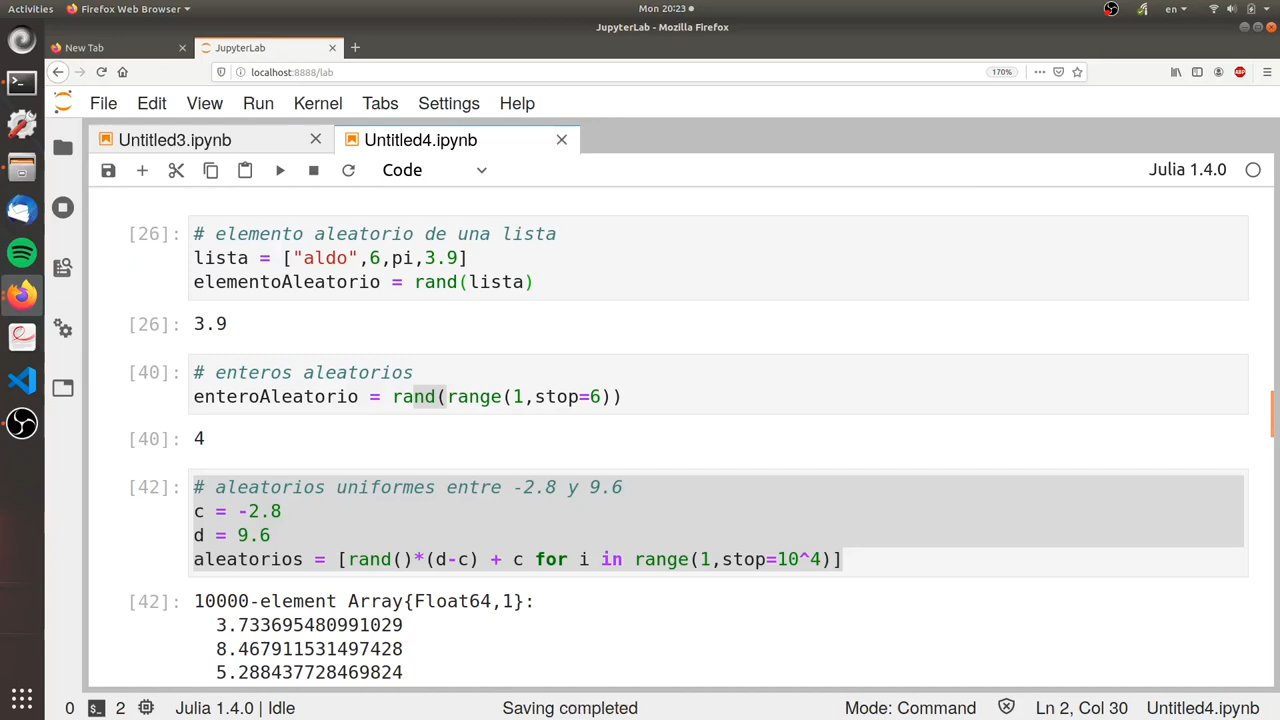 Activities Firefox Web Browser Mon 20:23 en
JupyterLab - Mozilla Firefox
New Tab JupyterLab
localhost:8888/lab 170% ABP
File Edit View Run Kernel Tabs Settings Help
Untitled3.ipynb Untitled4.ipynb
Code Julia 1.4.0
[26]: # elemento aleatorio de una lista
lista = ["aldo",6,pi,3.9]
elementoAleatorio = rand(lista)
[26]: 3.9
[40]: # enteros aleatorios
enteroAleatorio = rand(range(1,stop=6))
[40]: 4
[42]: # aleatorios uniformes entre -2.8 y 9.6
c = -2.8
d = 9.6
aleatorios = [rand()*(d-c) + c for i in range(1,stop=10^4)]
[42]: 10000-element Array{Float64,1}:
3.733695480991029
8.467911531497428
5.288437728469824
0 $_ 2 Julia 1.4.0 | Idle Saving completed Mode: Command Ln 2, Col 30 Untitled4.ipynb